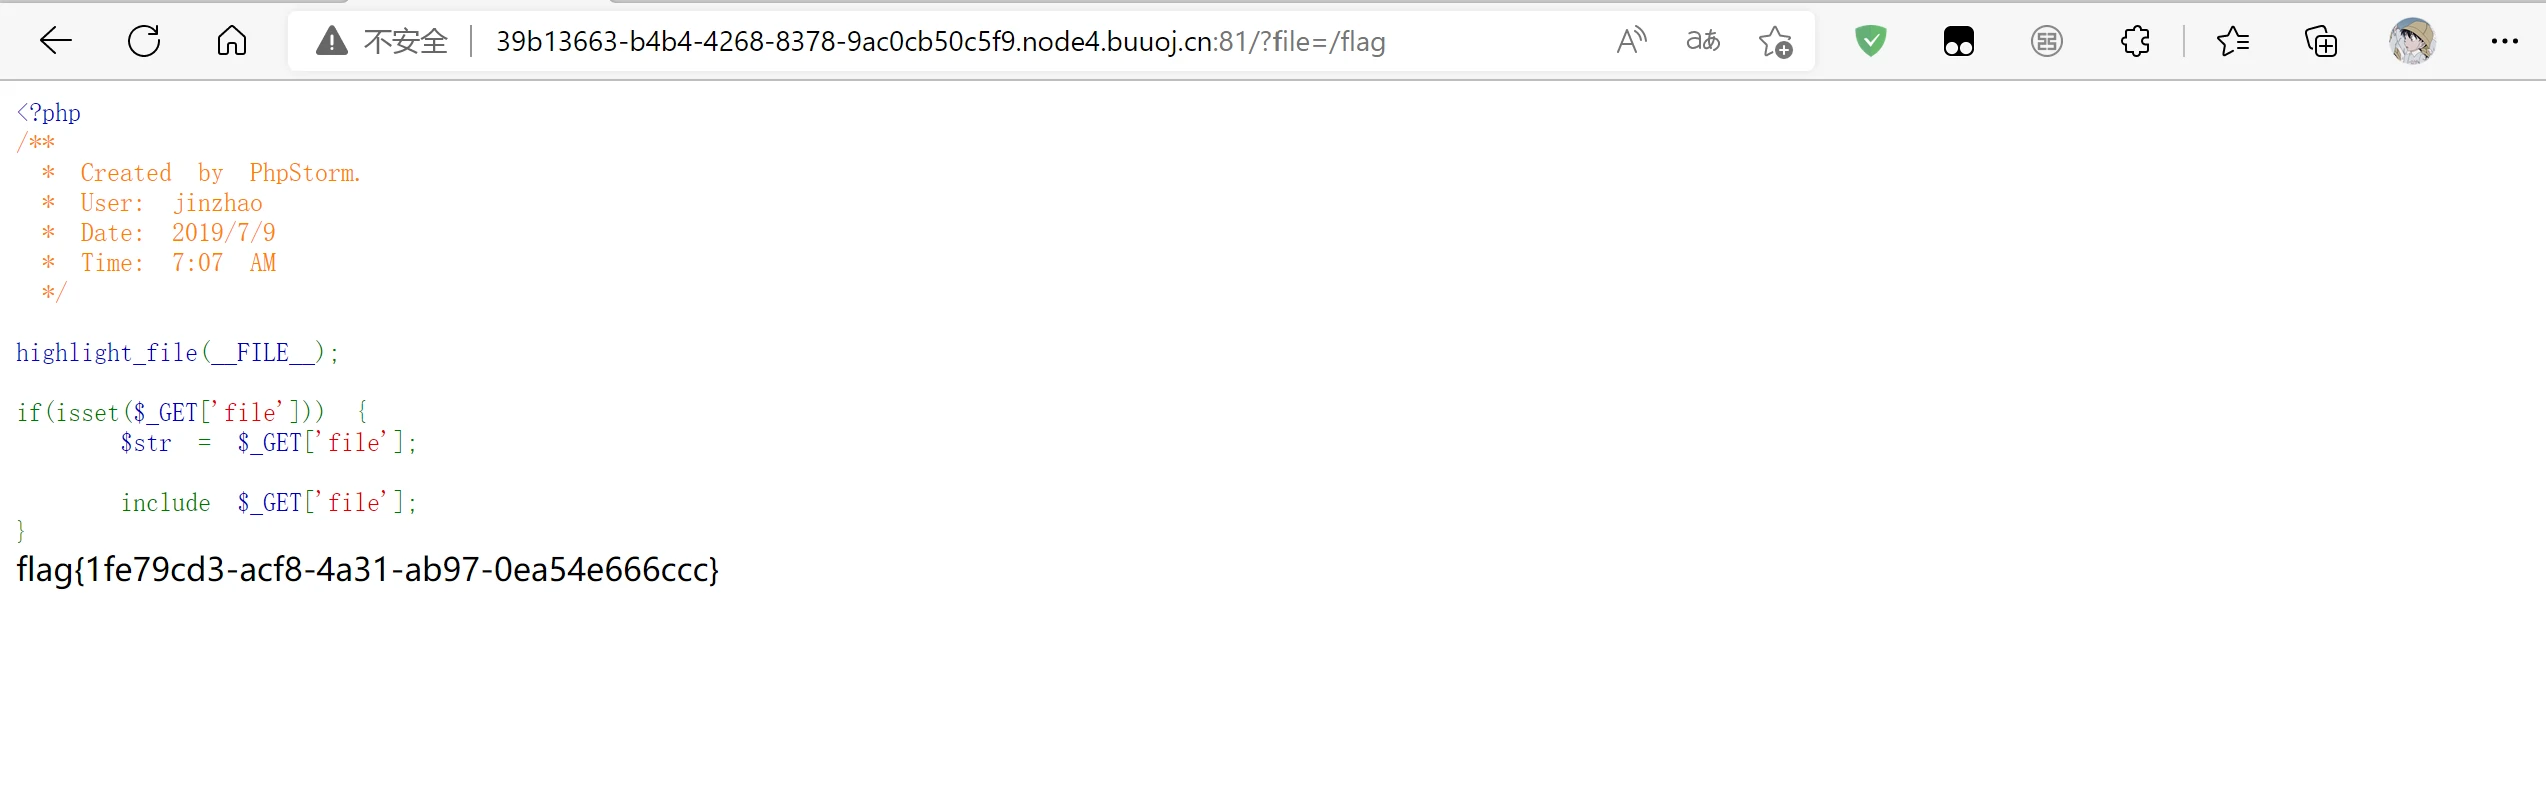 不安全 | 39b13663-b4b4-4268-8378-9ac0cb50c5f9.node4.buuoj.cn:81/?file=/flag
<?php
/**
 * Created by PhpStorm.
 * User: jinzhao
 * Date: 2019/7/9
 * Time: 7:07 AM
 */
highlight_file(__FILE__);
if(isset($_GET['file'])) {
$str = $_GET['file'];
include $_GET['file'];
}
flag{1fe79cd3-acf8-4a31-ab97-0ea54e666ccc}